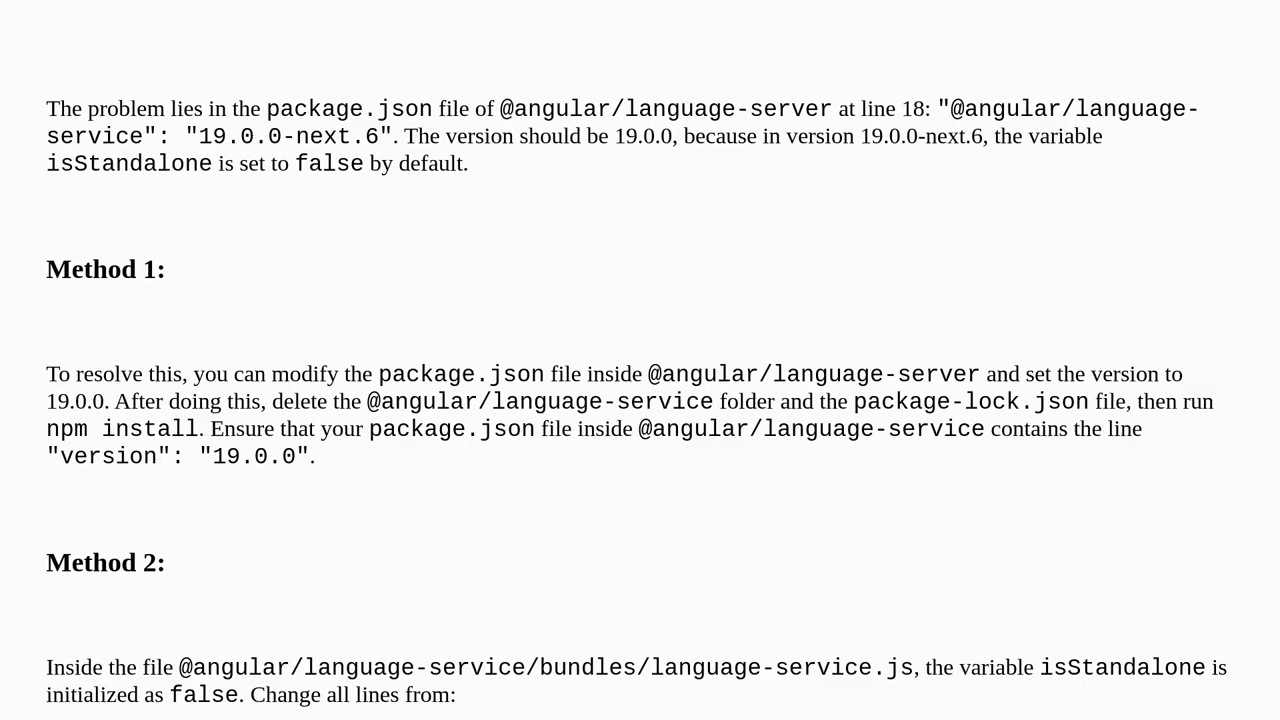 The problem lies in the package.json file of @angular/language-server at line 18: "@angular/language-
service": "19.0.0-next.6". The version should be 19.0.0, because in version 19.0.0-next.6, the variable
isStandalone is set to false by default.
Method 1:
To resolve this, you can modify the package.json file inside @angular/language-server and set the version to
19.0.0. After doing this, delete the @angular/language-service folder and the package-lock.json file, then run
npm install. Ensure that your package.json file inside @angular/language-service contains the line
"version": "19.0.0".
Method 2:
Inside the file @angular/language-service/bundles/language-service.js, the variable isStandalone is
initialized as false. Change all lines from: